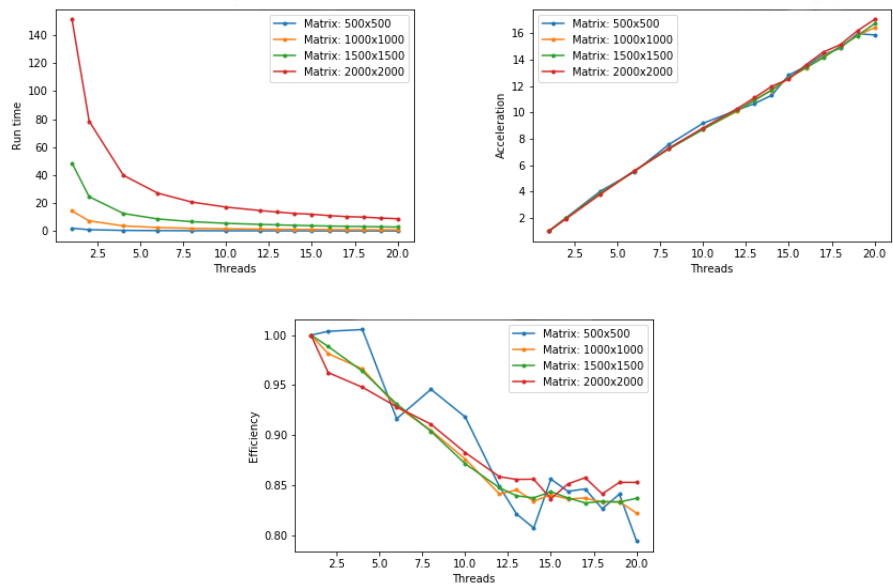 Matrix: 500x500
Matrix: 1000x1000
Matrix: 1500x1500
Matrix: 2000x2000
140
120
100
80
60
40
20
0
Run time
2.5 5.0 7.5 10.0 12.5 15.0 17.5 20.0
Threads
Matrix: 500x500
Matrix: 1000x1000
Matrix: 1500x1500
Matrix: 2000x2000
16
14
12
10
8
6
4
2
Acceleration
2.5 5.0 7.5 10.0 12.5 15.0 17.5 20.0
Threads
Matrix: 500x500
Matrix: 1000x1000
Matrix: 1500x1500
Matrix: 2000x2000
1.00
0.95
0.90
0.85
0.80
Efficiency
2.5 5.0 7.5 10.0 12.5 15.0 17.5 20.0
Threads